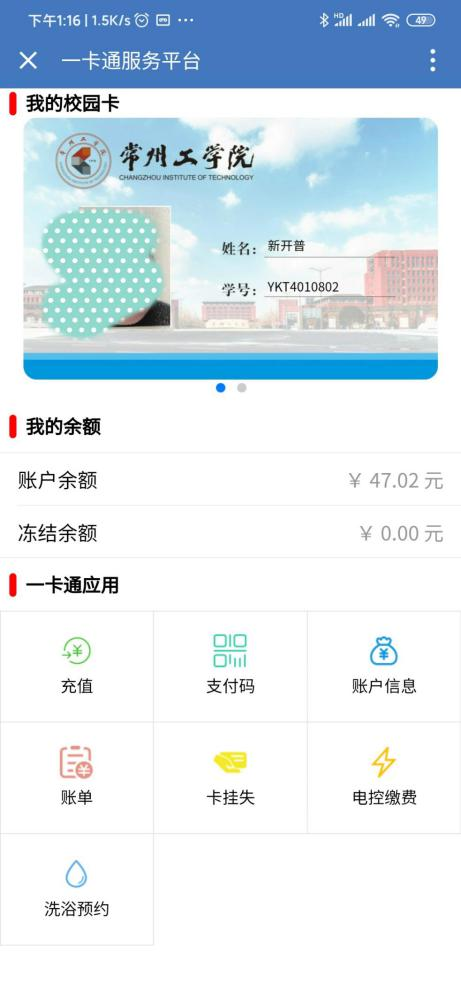 下午1:16 | 1.5K/s ...
HD 49
一卡通服务平台
我的校园卡
常州工学院
CHANGZHOU INSTITUTE OF TECHNOLOGY
姓名： 新开普
学号： YKT4010802
我的余额
账户余额 ￥ 47.02 元
冻结余额 ￥ 0.00 元
一卡通应用
充值 支付码 账户信息
账单 卡挂失 电控缴费
洗浴预约